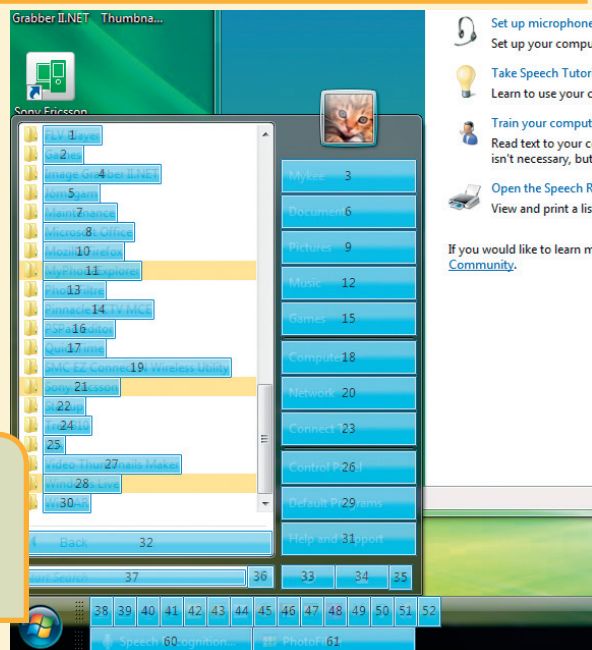 Grabber II.NET Thumbna...
Sony Ericsson
FLV Player 1
Games 2
Image Grabber II.NET 4
5
Maintenance 7
Microsoft Office 8
Mozilla Firefox 10
MyPhoneExplorer 11
PhotoFiltre 13
Pinnacle TV MCE 14
PSPad editor 16
QuickTime 17
SMC EZ Connect Wireless Utility 19
Sony Ericsson 21
Startup 22
24
25
Video Thumbnails Maker 27
Windows Live 28
WinRAR 30
Back 32
Start Search 37
36
Mykee 3
Documents 6
Pictures 9
Music 12
Games 15
Computer 18
Network 20
Connect To 23
Control Panel 26
Default Programs 29
Help and Support 31
33 34 35
38 39 40 41 42 43 44 45 46 47 48 49 50 51 52
Speech Recognition... 60
PhotoFil 61
Set up microphone
Set up your compu
Take Speech Tutor
Learn to use your c
Train your comput
Read text to your co
isn't necessary, but
Open the Speech R
View and print a lis
If you would like to learn m
Community.